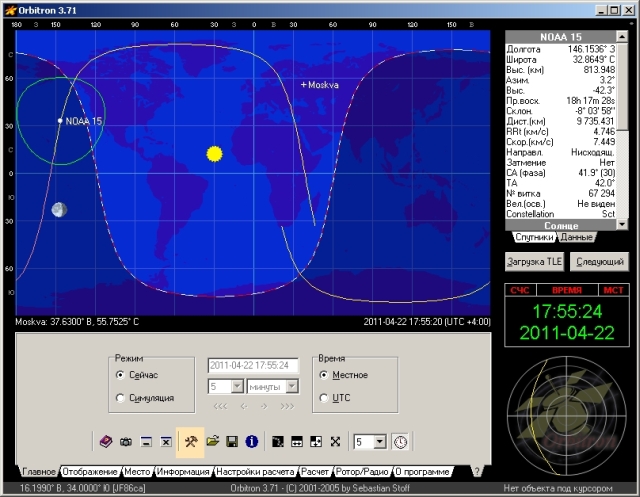 Orbitron 3.71
180 З 150 120 90 60 30 0 30 60 90 120 150 В
С
60
30
0
30
60
Ю
Moskva
NOAA 15
Moskva: 37.6300° В, 55.7525° С
2011-04-22 17:55:20 (UTC +4:00)
NOAA 15
Долгота 146.1536° З
Широта 32.8649° С
Выс. (км) 813.948
Азим. 3.2°
Выс. -42.3°
Пр.восх. 18h 17m 28s
Склон. -8° 03' 58"
Дист.(км) 9 735.431
RRt (км/с) 4.746
Скор.(км/с) 7.449
Направл. Нисходящ.
Затмение Нет
СА (фаза) 41.9° (30)
ТА 42.0°
№ витка 67 294
Вел.(осв.) Не виден
Constellation Sct
Солнце
Спутники Данные
Загрузка TLE Следующий
СЧС ВРЕМЯ МСТ
17:55:24
2011-04-22
Режим
Сейчас
Симуляция
2011-04-22 17:55:24
5 минуты
<<< <- -> >>>
Время
Местное
UTC
5
Главное Отображение Место Информация Настройки расчета Расчет Ротор/Радио О программе ?
16.1990° В, 34.0000° Ю [JF86ca]
Orbitron 3.71 - (C) 2001-2005 by Sebastian Stoff
Нет объекта под курсором